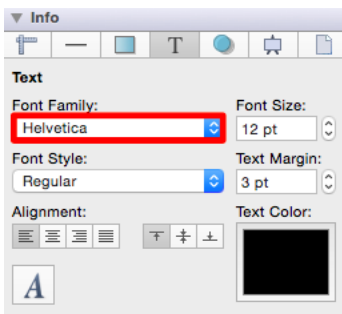 Info
T
Text
Font Family: Font Size:
Helvetica 12 pt
Font Style: Text Margin:
Regular 3 pt
Alignment: Text Color:
A